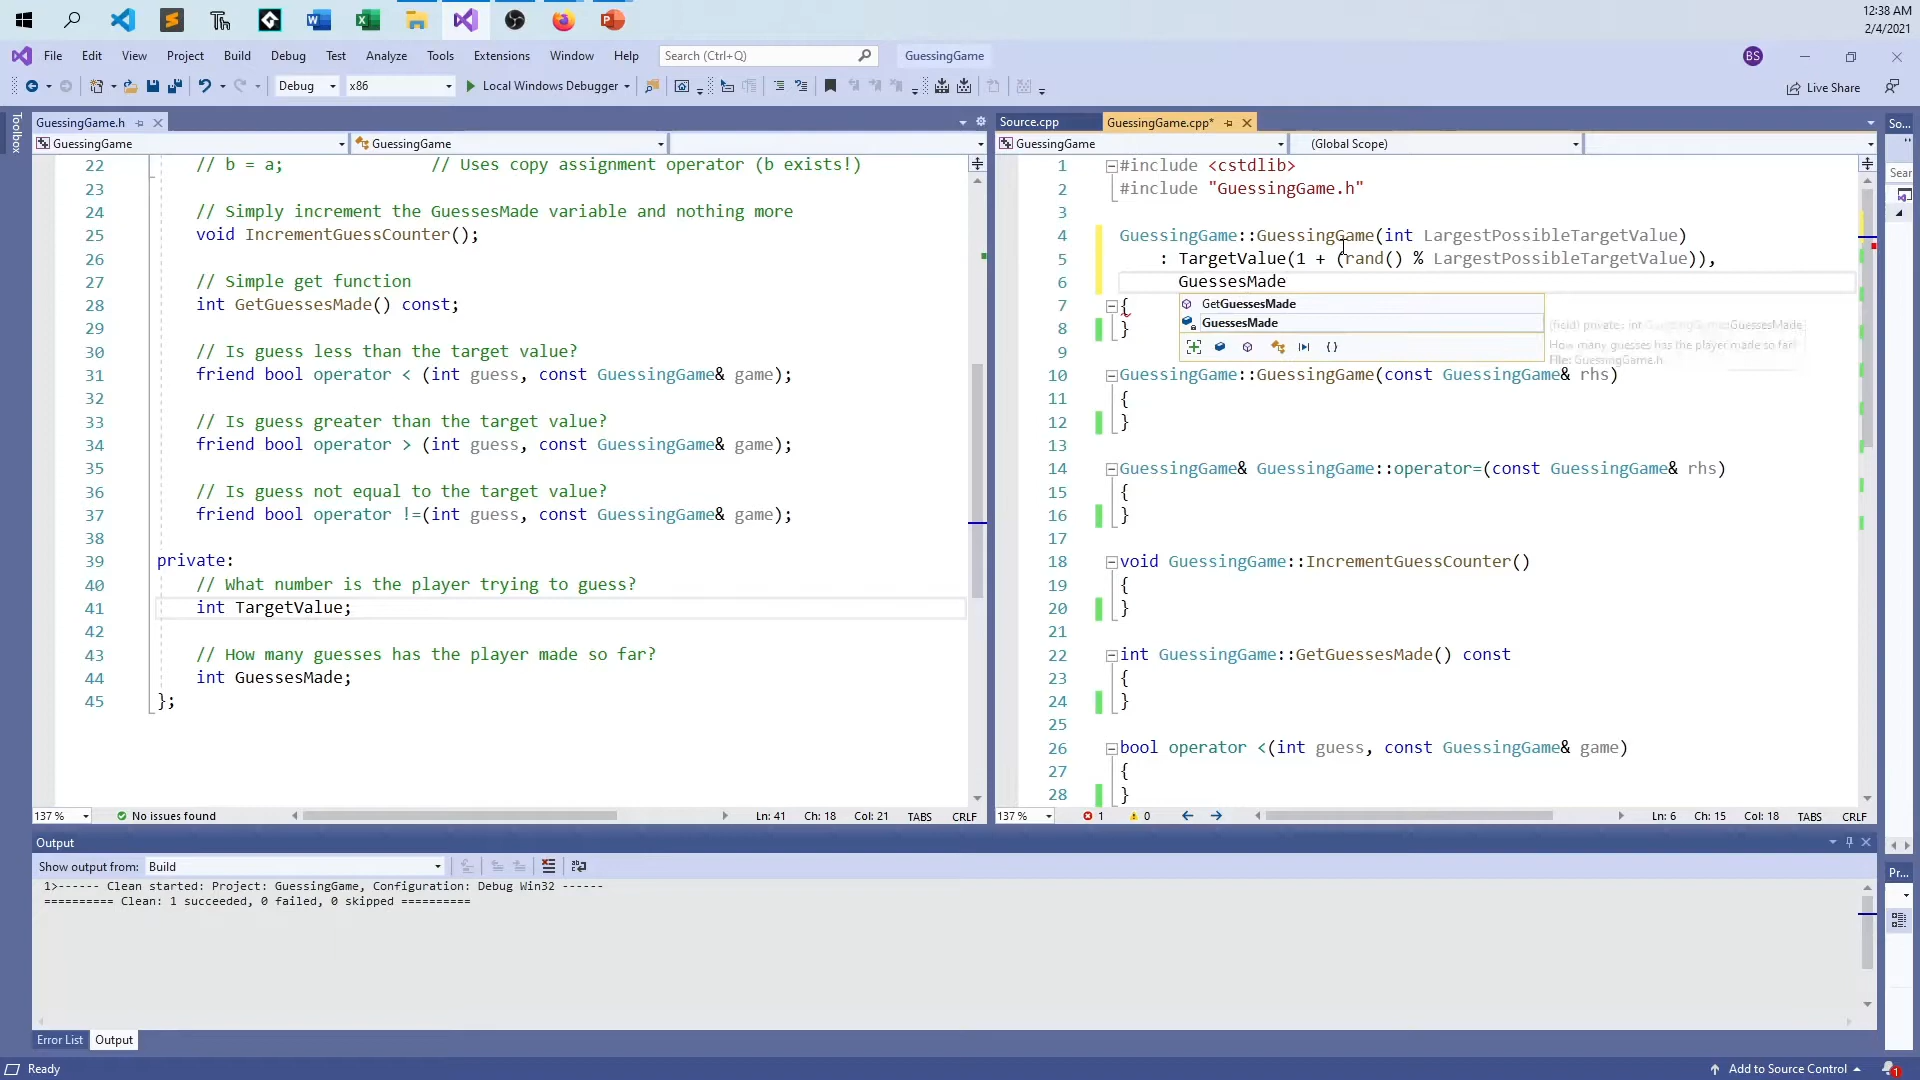 12:38 AM
2/4/2021
File Edit View Project Build Debug Test Analyze Tools Extensions Window Help Search (Ctrl+Q) GuessingGame BS
Debug x86 Local Windows Debugger Live Share
Toolbox
GuessingGame.h
GuessingGame GuessingGame
22 // b = a; // Uses copy assignment operator (b exists!)
23
24 // Simply increment the GuessesMade variable and nothing more
25 void IncrementGuessCounter();
26
27 // Simple get function
28 int GetGuessesMade() const;
29
30 // Is guess less than the target value?
31 friend bool operator < (int guess, const GuessingGame& game);
32
33 // Is guess greater than the target value?
34 friend bool operator > (int guess, const GuessingGame& game);
35
36 // Is guess not equal to the target value?
37 friend bool operator !=(int guess, const GuessingGame& game);
38
39 private:
40 // What number is the player trying to guess?
41 int TargetValue;
42
43 // How many guesses has the player made so far?
44 int GuessesMade;
45 };
137 % No issues found Ln: 41 Ch: 18 Col: 21 TABS CRLF
Source.cpp GuessingGame.cpp*
GuessingGame (Global Scope)
1 #include <cstdlib>
2 #include "GuessingGame.h"
3
4 GuessingGame::GuessingGame(int LargestPossibleTargetValue)
5 : TargetValue(1 + (rand() % LargestPossibleTargetValue)),
6 GuessesMade
7 {
8 }
9
10 GuessingGame::GuessingGame(const GuessingGame& rhs)
11 {
12 }
13
14 GuessingGame& GuessingGame::operator=(const GuessingGame& rhs)
15 {
16 }
17
18 void GuessingGame::IncrementGuessCounter()
19 {
20 }
21
22 int GuessingGame::GetGuessesMade() const
23 {
24 }
25
26 bool operator <(int guess, const GuessingGame& game)
27 {
28 }
GetGuessesMade
GuessesMade
(field) private: int GuessingGame::GuessesMade
How many guesses has the player made so far?
File: GuessingGame.h
137 % 1 0 Ln: 6 Ch: 15 Col: 18 TABS CRLF
So...
Sear
Pr...
Output
Show output from: Build
1>------ Clean started: Project: GuessingGame, Configuration: Debug Win32 ------
========== Clean: 1 succeeded, 0 failed, 0 skipped ==========
Error List Output
Ready Add to Source Control 1